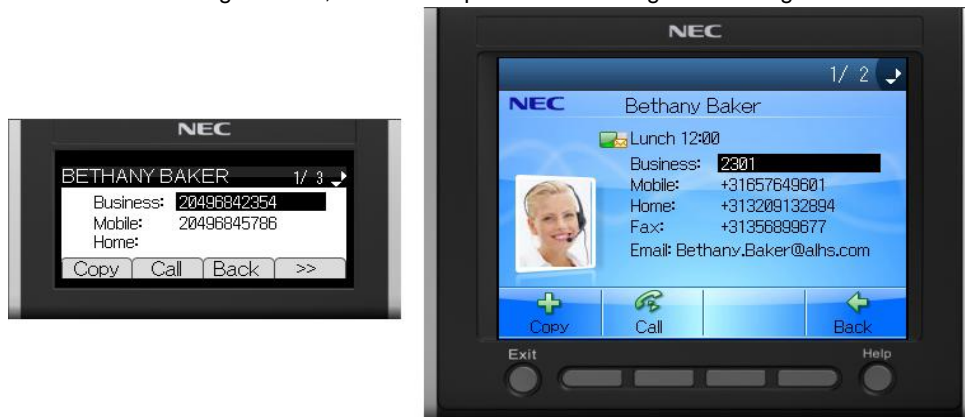 NEC
BETHANY BAKER 1/ 3
Business: 20496842354
Mobile: 20496845786
Home:
Copy Call Back >>
NEC
1/ 2
NEC Bethany Baker
Lunch 12:00
Business: 2301
Mobile: +31657649601
Home: +313209132894
Fax: +31356899677
Email: Bethany.Baker@alhs.com
Copy Call Back
Exit Help